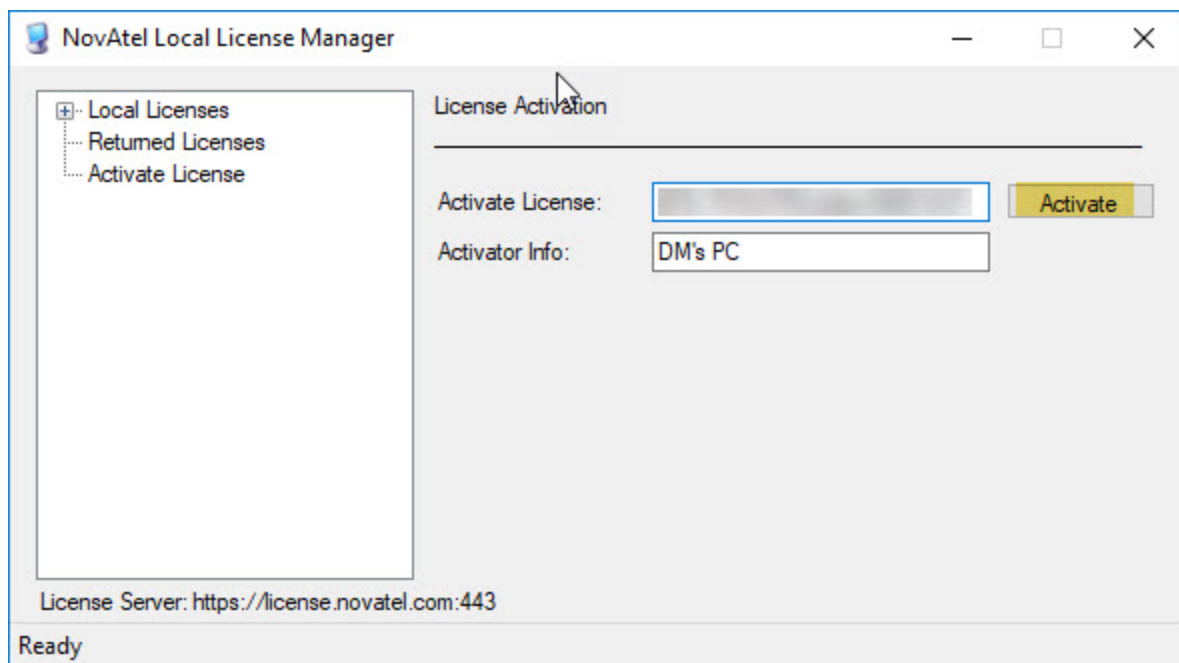 NovAtel Local License Manager
Local Licenses
Returned Licenses
Activate License
License Activation
Activate License:
Activate
Activator Info:
DM's PC
License Server: https://license.novatel.com:443
Ready